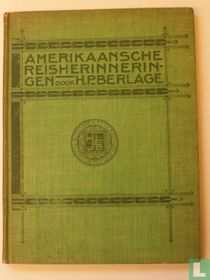 AMERIKAANSCHE
REISHERINNERIN-
GEN DOOR H.P. BERLAGE